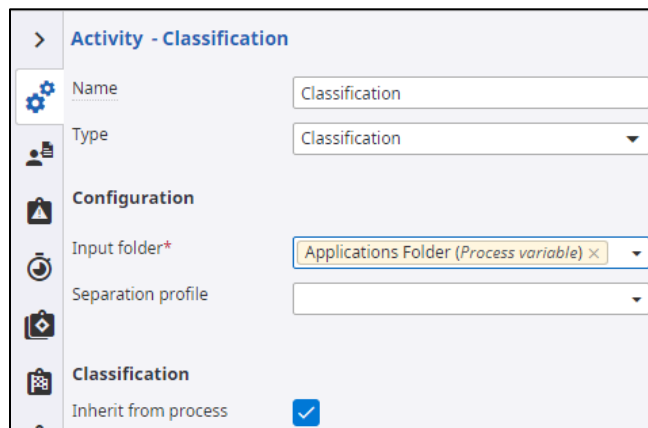 Activity - Classification
Name
Classification
Type
Classification
Configuration
Input folder*
Applications Folder (Process variable) ×
Separation profile
Classification
Inherit from process